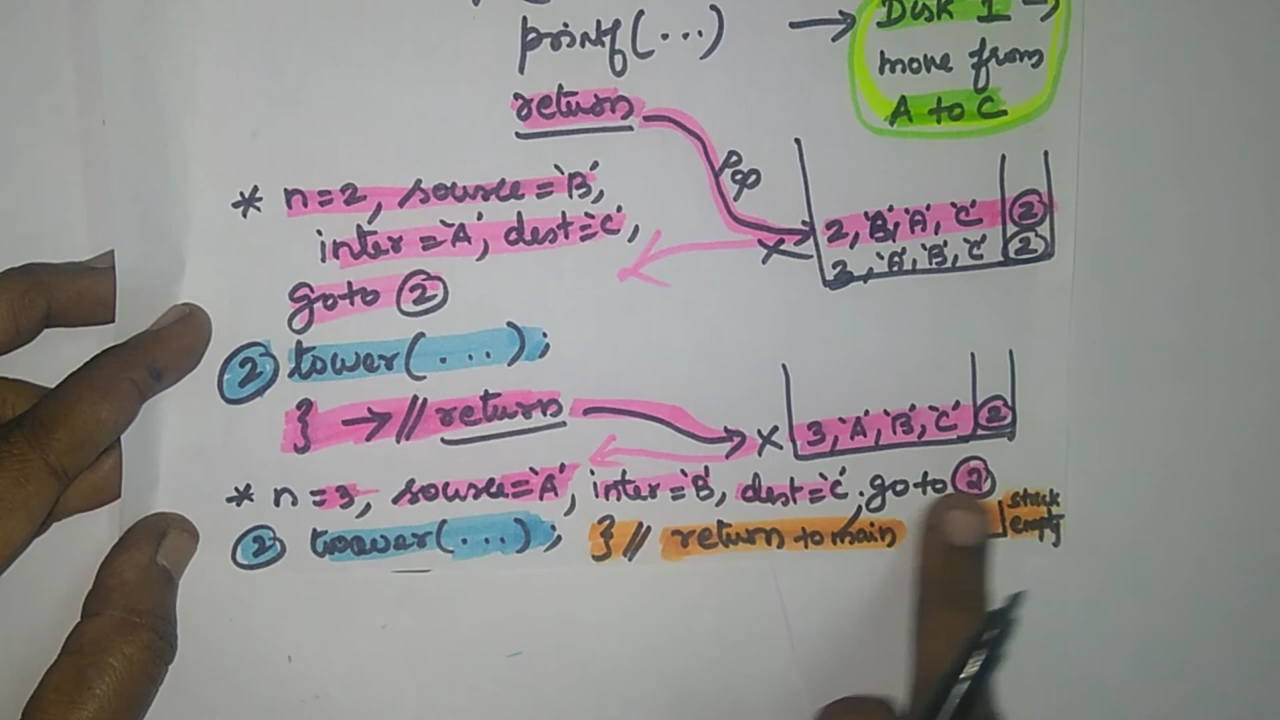 printf(...) → Disk 1 →
move from
A to C
return
Pop
* n=2, source='B',
inter='A', dest='C',
goto ②
2, 'B', 'A', 'C' ②
'B', 'C' ②
② tower(...);
} → // return
× 3, 'A', 'B', 'C' ②
* n=3, source='A', inter='B', dest='C', goto ②
② tower(...); } // return to main
stack
empty